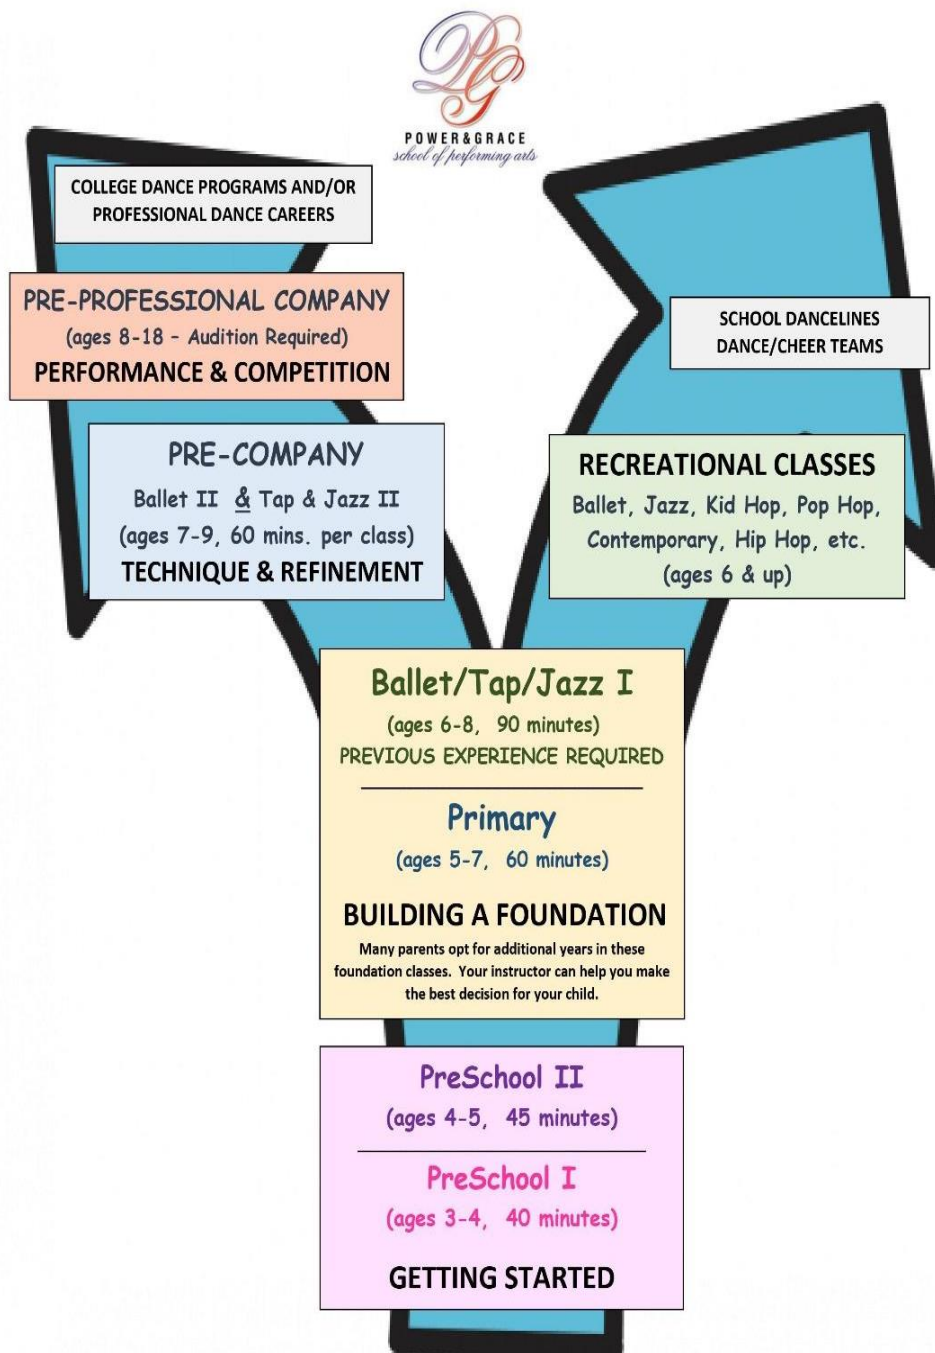 PG
POWER&GRACE
school of performing arts
COLLEGE DANCE PROGRAMS AND/OR
PROFESSIONAL DANCE CAREERS
PRE-PROFESSIONAL COMPANY
(ages 8-18 – Audition Required)
PERFORMANCE & COMPETITION
SCHOOL DANCELINES
DANCE/CHEER TEAMS
PRE-COMPANY
Ballet II & Tap & Jazz II
(ages 7-9, 60 mins. per class)
TECHNIQUE & REFINEMENT
RECREATIONAL CLASSES
Ballet, Jazz, Kid Hop, Pop Hop,
Contemporary, Hip Hop, etc.
(ages 6 & up)
Ballet/Tap/Jazz I
(ages 6-8, 90 minutes)
PREVIOUS EXPERIENCE REQUIRED
Primary
(ages 5-7, 60 minutes)
BUILDING A FOUNDATION
Many parents opt for additional years in these
foundation classes. Your instructor can help you make
the best decision for your child.
PreSchool II
(ages 4-5, 45 minutes)
PreSchool I
(ages 3-4, 40 minutes)
GETTING STARTED